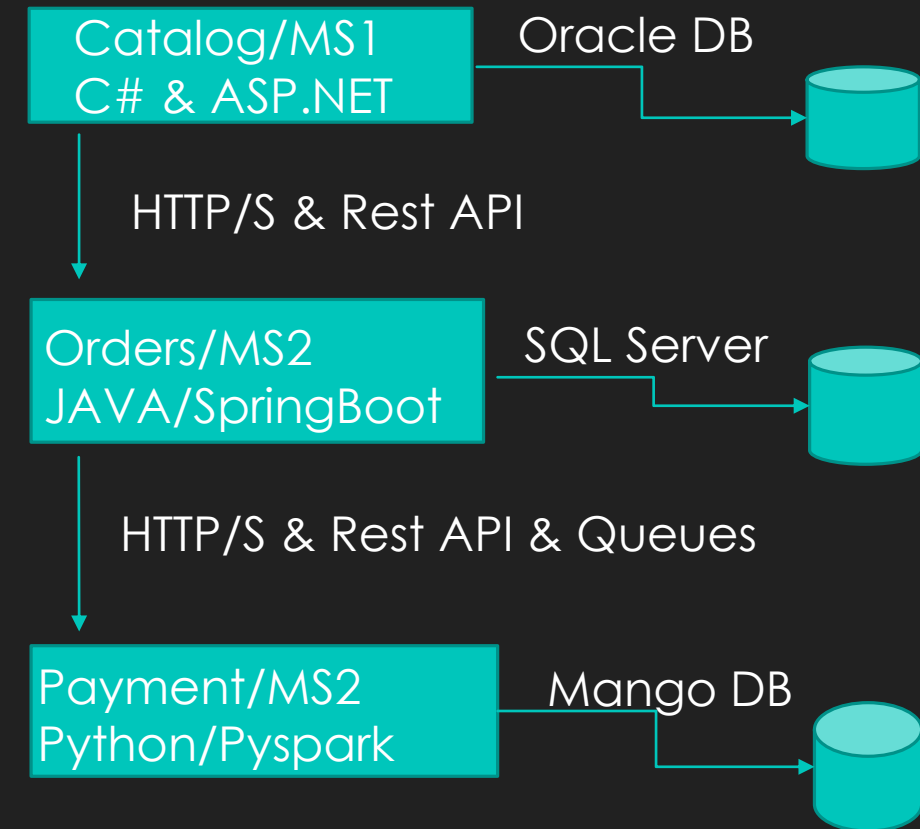 Catalog/MS1
C# & ASP.NET
Oracle DB
HTTP/S & Rest API
Orders/MS2
JAVA/SpringBoot
SQL Server
HTTP/S & Rest API & Queues
Payment/MS2
Python/Pyspark
Mango DB